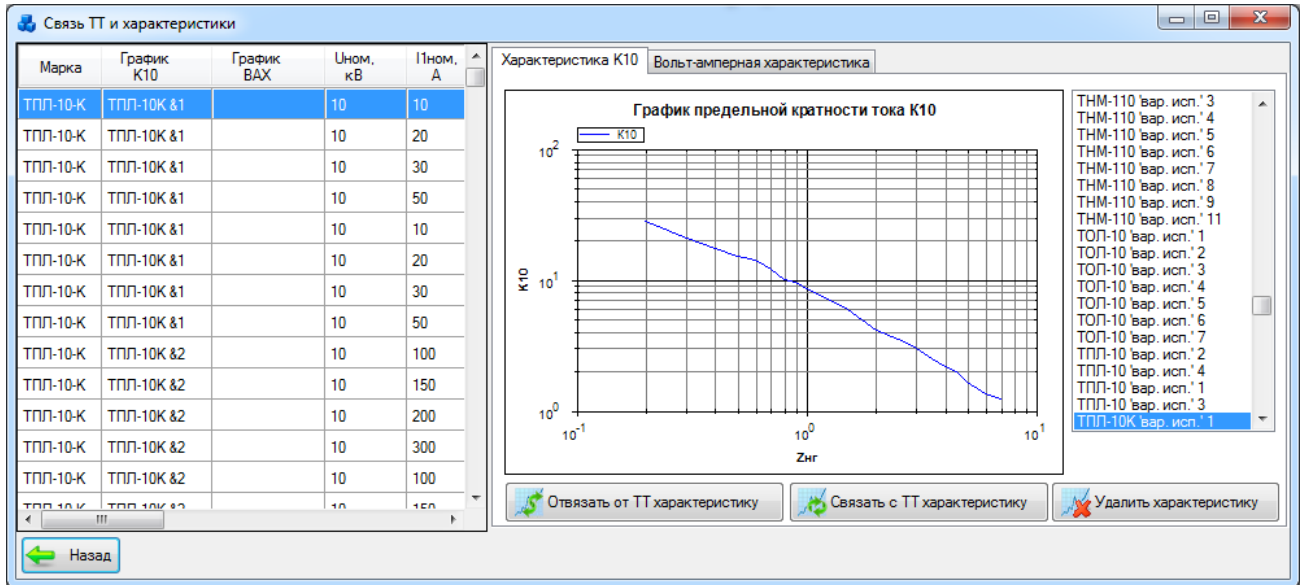 Связь ТТ и характеристики
Марка График K10 График ВАХ Uном, кВ I1ном, А
ТПЛ-10-К ТПЛ-10К &1 10 10
ТПЛ-10-К ТПЛ-10К &1 10 20
ТПЛ-10-К ТПЛ-10К &1 10 30
ТПЛ-10-К ТПЛ-10К &1 10 50
ТПЛ-10-К ТПЛ-10К &1 10 10
ТПЛ-10-К ТПЛ-10К &1 10 20
ТПЛ-10-К ТПЛ-10К &1 10 30
ТПЛ-10-К ТПЛ-10К &1 10 50
ТПЛ-10-К ТПЛ-10К &2 10 100
ТПЛ-10-К ТПЛ-10К &2 10 150
ТПЛ-10-К ТПЛ-10К &2 10 200
ТПЛ-10-К ТПЛ-10К &2 10 300
ТПЛ-10-К ТПЛ-10К &2 10 100
ТПЛ-10-К ТПЛ-10К &2 10 150
Назад
Характеристика К10 Вольт-амперная характеристика
График предельной кратности тока K10
K10
10^2
10^1
10^0
K10
10^-1 10^0 10^1
Zнг
ТНМ-110 'вар. исп.' 3
ТНМ-110 'вар. исп.' 4
ТНМ-110 'вар. исп.' 5
ТНМ-110 'вар. исп.' 6
ТНМ-110 'вар. исп.' 7
ТНМ-110 'вар. исп.' 8
ТНМ-110 'вар. исп.' 9
ТНМ-110 'вар. исп.' 11
ТОЛ-10 'вар. исп.' 1
ТОЛ-10 'вар. исп.' 2
ТОЛ-10 'вар. исп.' 3
ТОЛ-10 'вар. исп.' 4
ТОЛ-10 'вар. исп.' 5
ТОЛ-10 'вар. исп.' 6
ТОЛ-10 'вар. исп.' 7
ТПЛ-10 'вар. исп.' 2
ТПЛ-10 'вар. исп.' 4
ТПЛ-10 'вар. исп.' 1
ТПЛ-10 'вар. исп.' 3
ТПЛ-10К 'вар. исп.' 1
Отвязать от ТТ характеристику
Связать с ТТ характеристику
Удалить характеристику